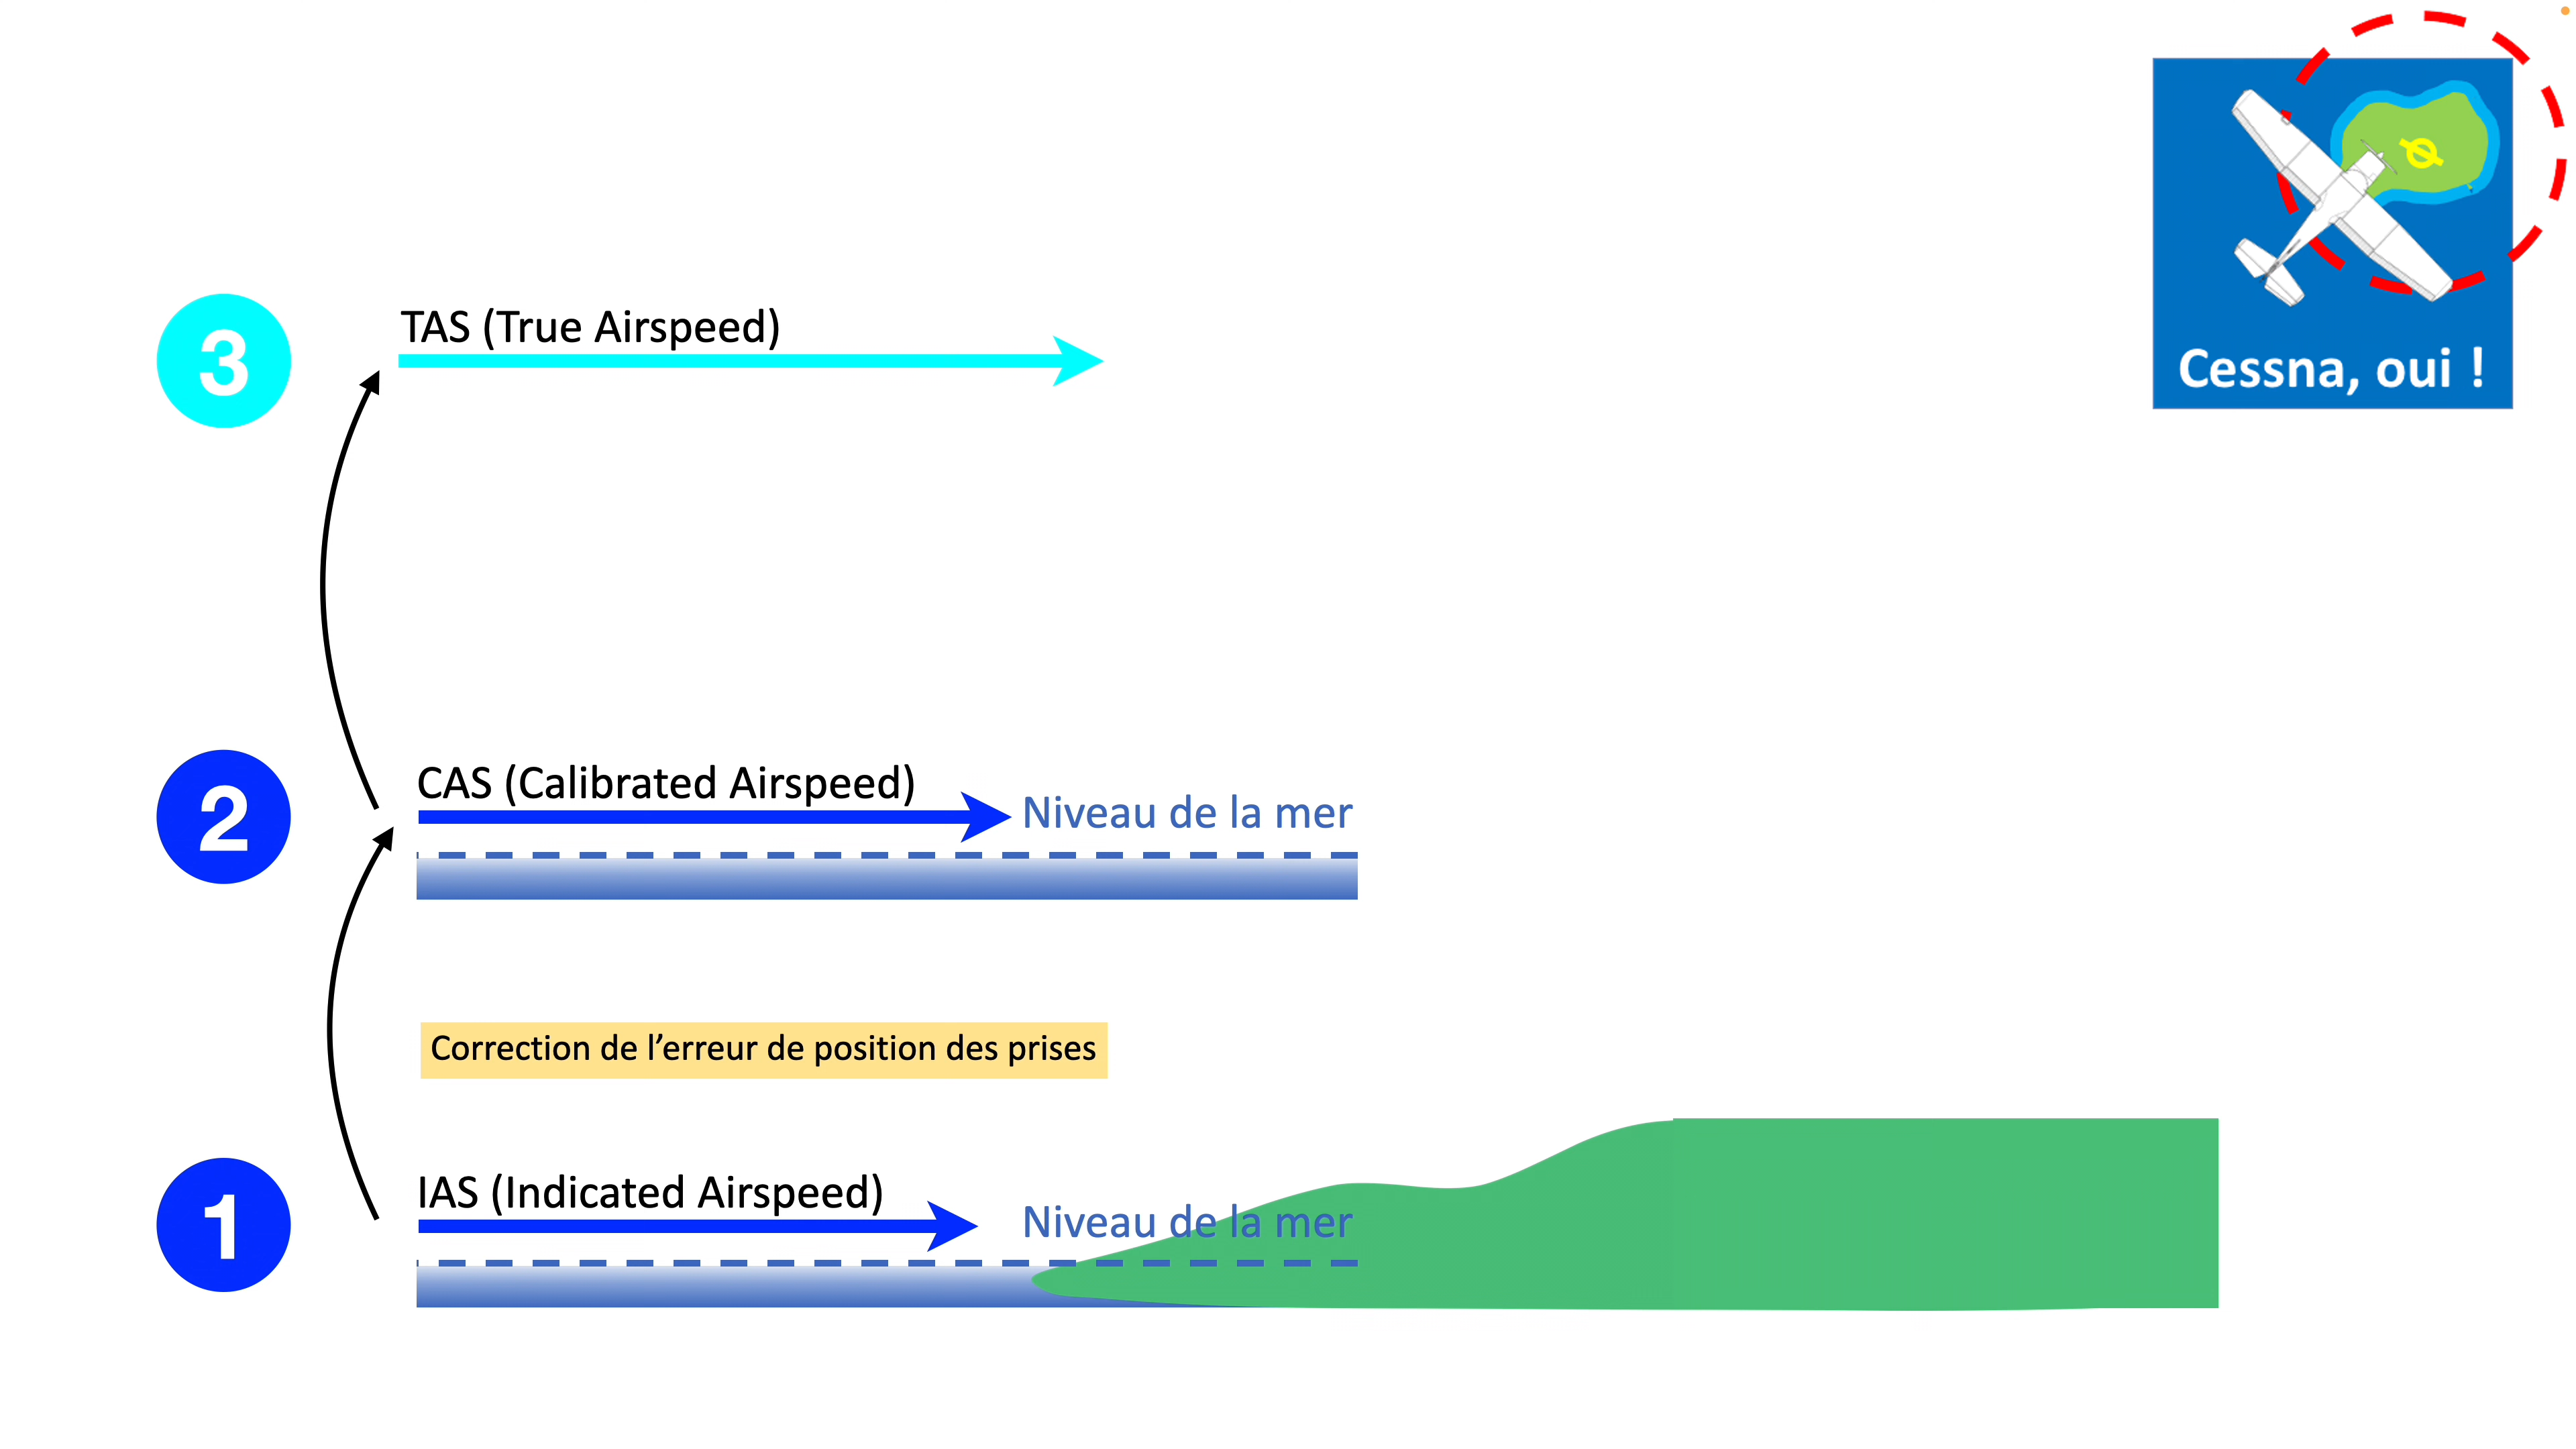 Cessna, oui !
3
TAS (True Airspeed)
2
CAS (Calibrated Airspeed)
Niveau de la mer
Correction de l’erreur de position des prises
1
IAS (Indicated Airspeed)
Niveau de la mer